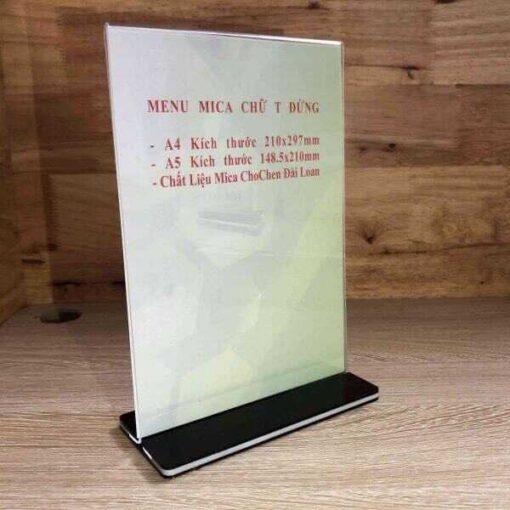 MENU MICA CHỮ T ĐỨNG
- A4 Kích thước 210x297mm
- A5 Kích thước 148.5x210mm
- Chất Liệu Mica ChoChen Đài Loan